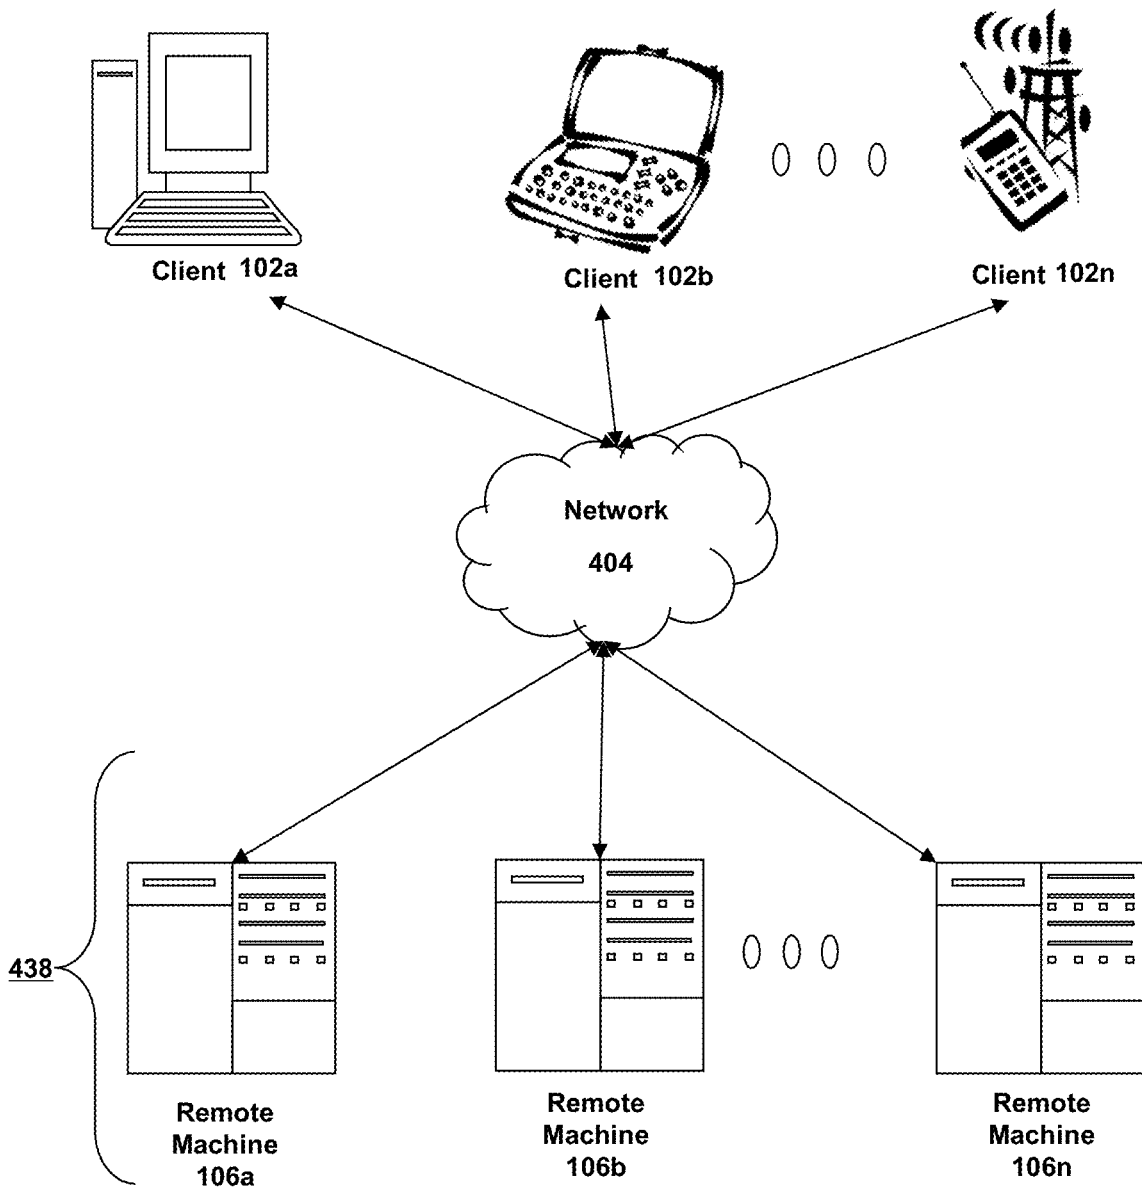 Client 102a
Client 102b
Client 102n
Network
404
438
Remote
Machine
106a
Remote
Machine
106b
Remote
Machine
106n